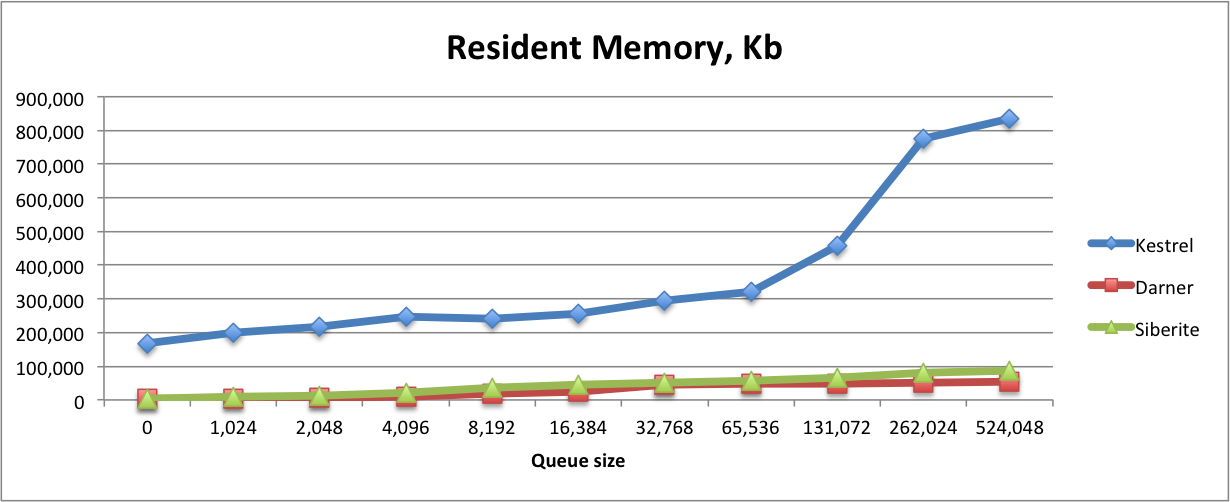 Resident Memory, Kb
900,000
800,000
700,000
600,000
500,000
400,000
300,000
200,000
100,000
0
0 1,024 2,048 4,096 8,192 16,384 32,768 65,536 131,072 262,024 524,048
Queue size
Kestrel
Darner
Siberite